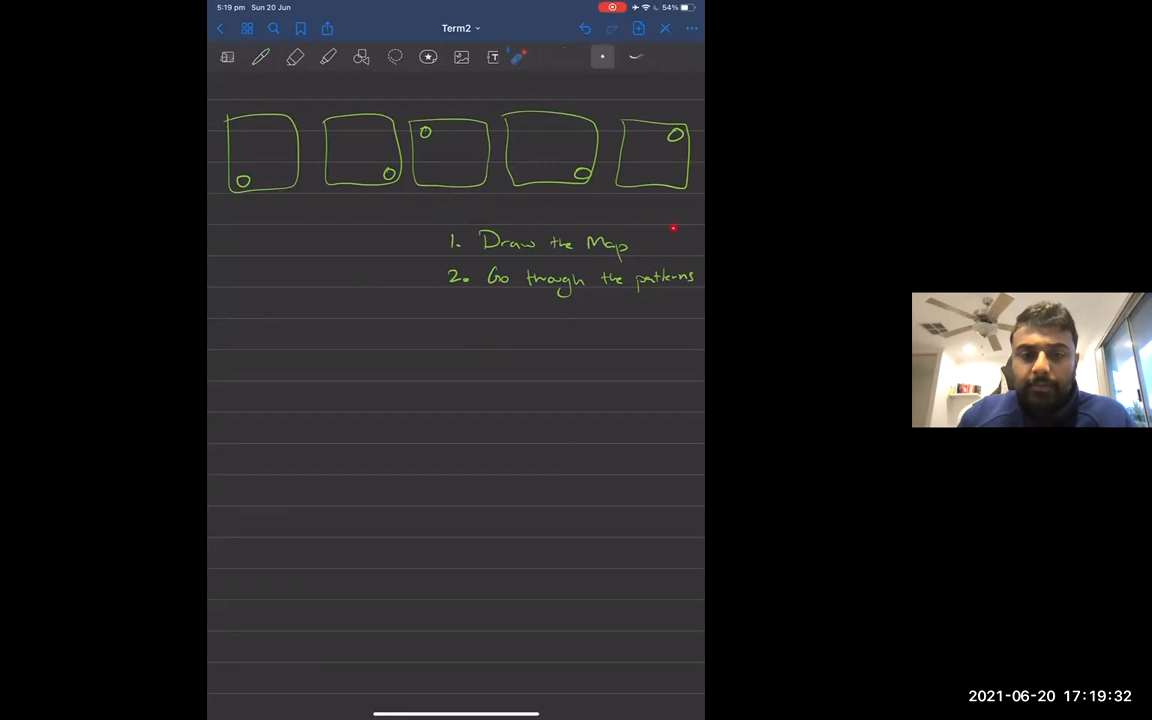 5:19 pm Sun 20 Jun
54%
Term2
T
1. Draw the Map
2. Go through the patterns
2021-06-20 17:19:32